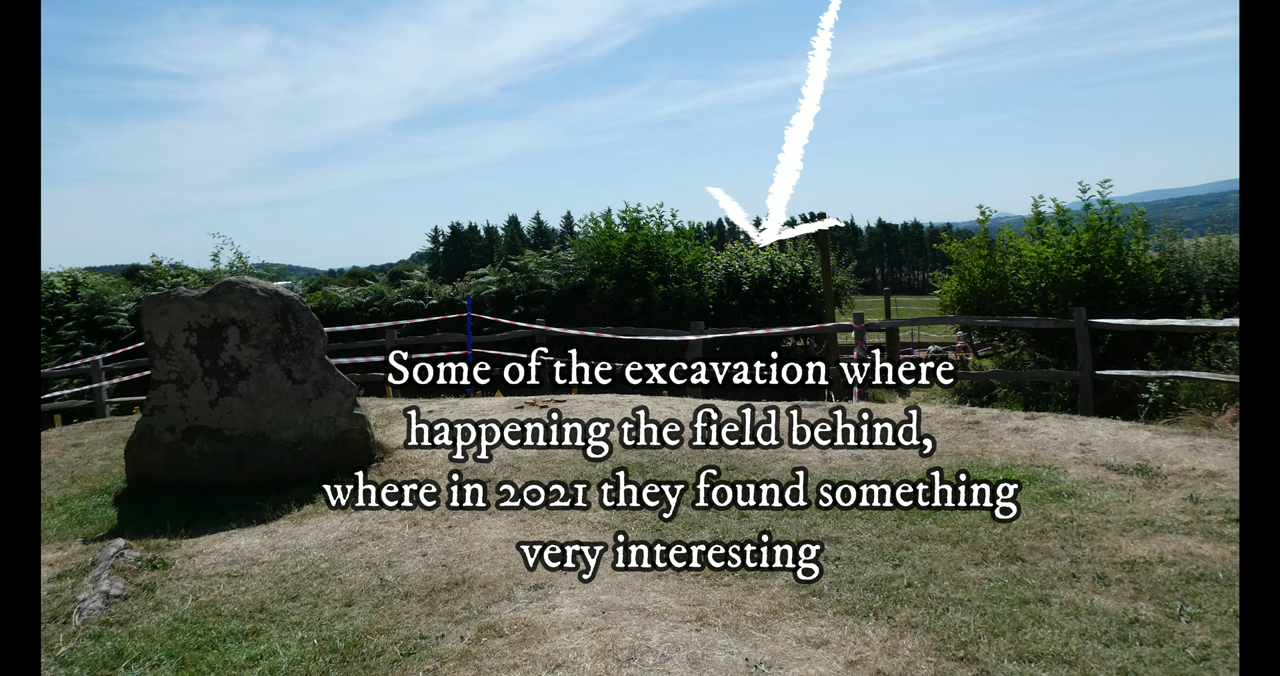 Some of the excavation where
happening the field behind,
where in 2021 they found something
very interesting